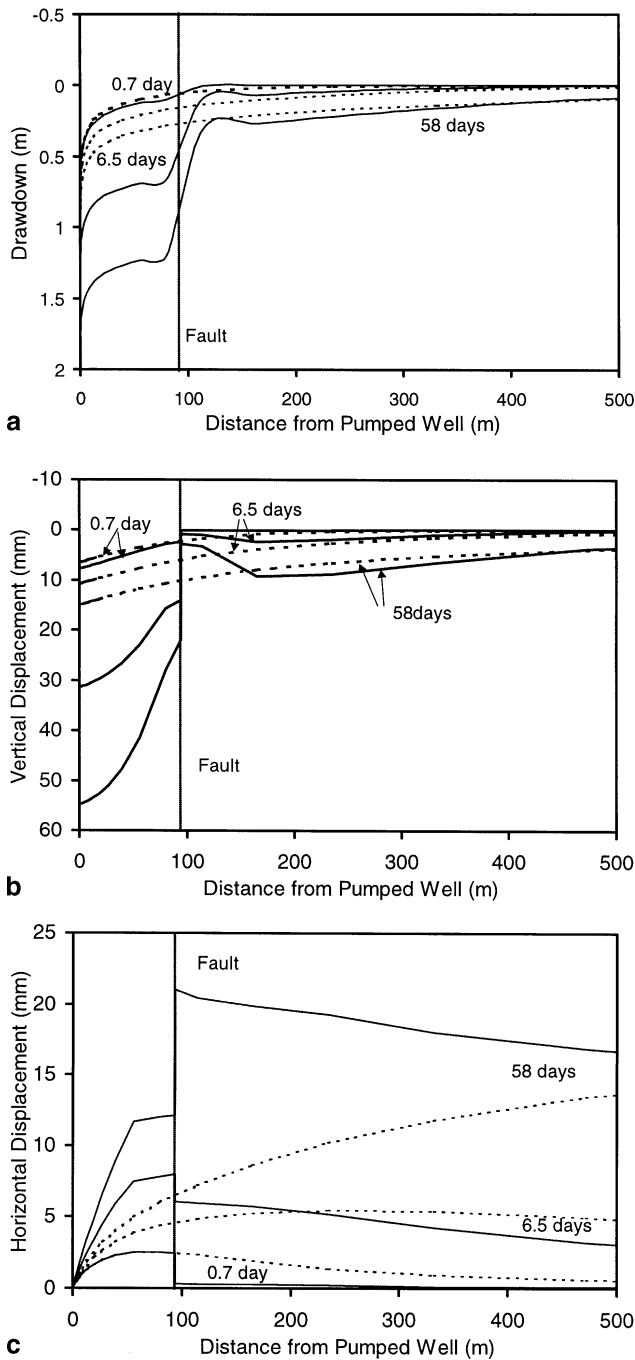 -0.5
0
0.5
1
1.5
2
Drawdown (m)
0.7 day
6.5 days
58 days
Fault
0
100
200
300
400
500
Distance from Pumped Well (m)
a
-10
0
10
20
30
40
50
60
Vertical Displacement (mm)
0.7 day
6.5 days
58days
Fault
0
100
200
300
400
500
Distance from Pumped Well (m)
b
25
20
15
10
5
0
Horizontal Displacement (mm)
Fault
58 days
6.5 days
0.7 day
0
100
200
300
400
500
Distance from Pumped Well (m)
c